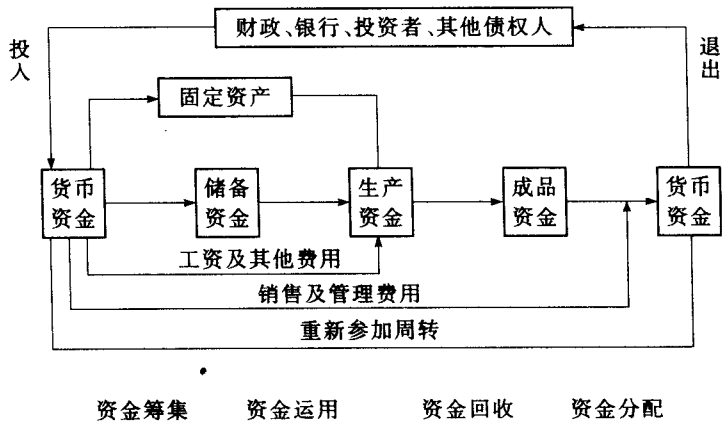 财政、银行、投资者、其他债权人
投入
退出
固定资产
货币
资金
储备
资金
生产
资金
成品
资金
货币
资金
工资及其他费用
销售及管理费用
重新参加周转
资金筹集 资金运用 资金回收 资金分配